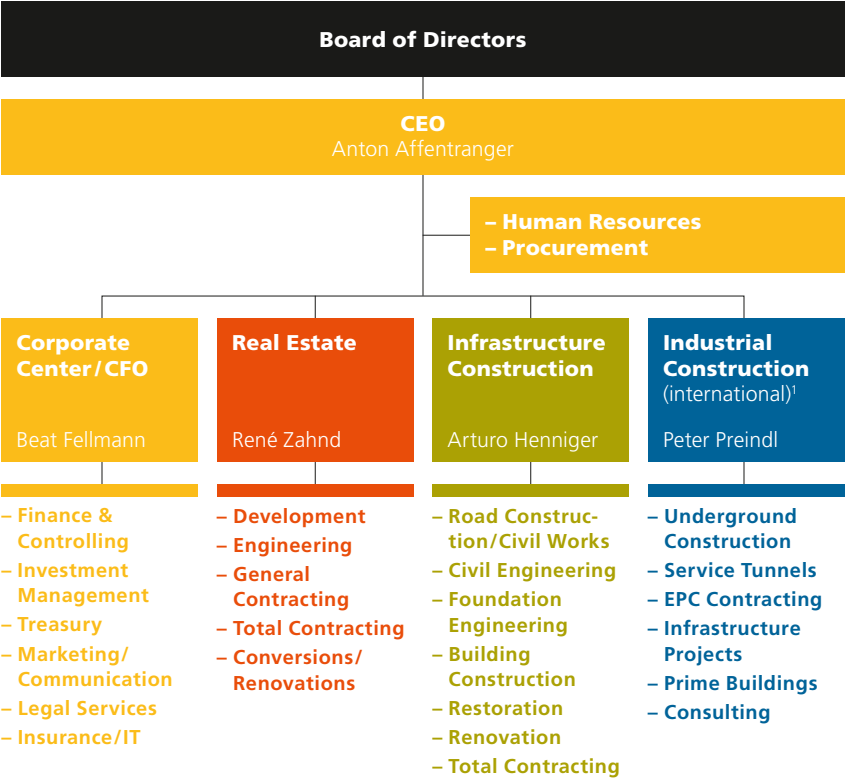 Board of Directors
CEO
Anton Affentranger
– Human Resources
– Procurement
Corporate
Center/CFO
Beat Fellmann
Real Estate
René Zahnd
Infrastructure
Construction
Arturo Henniger
Industrial
Construction
(international)¹
Peter Preindl
– Finance &
Controlling
– Investment
Management
– Treasury
– Marketing/
Communication
– Legal Services
– Insurance/IT
– Development
– Engineering
– General
Contracting
– Total Contracting
– Conversions/
Renovations
– Road Construc-
tion/Civil Works
– Civil Engineering
– Foundation
Engineering
– Building
Construction
– Restoration
– Renovation
– Total Contracting
– Underground
Construction
– Service Tunnels
– EPC Contracting
– Infrastructure
Projects
– Prime Buildings
– Consulting